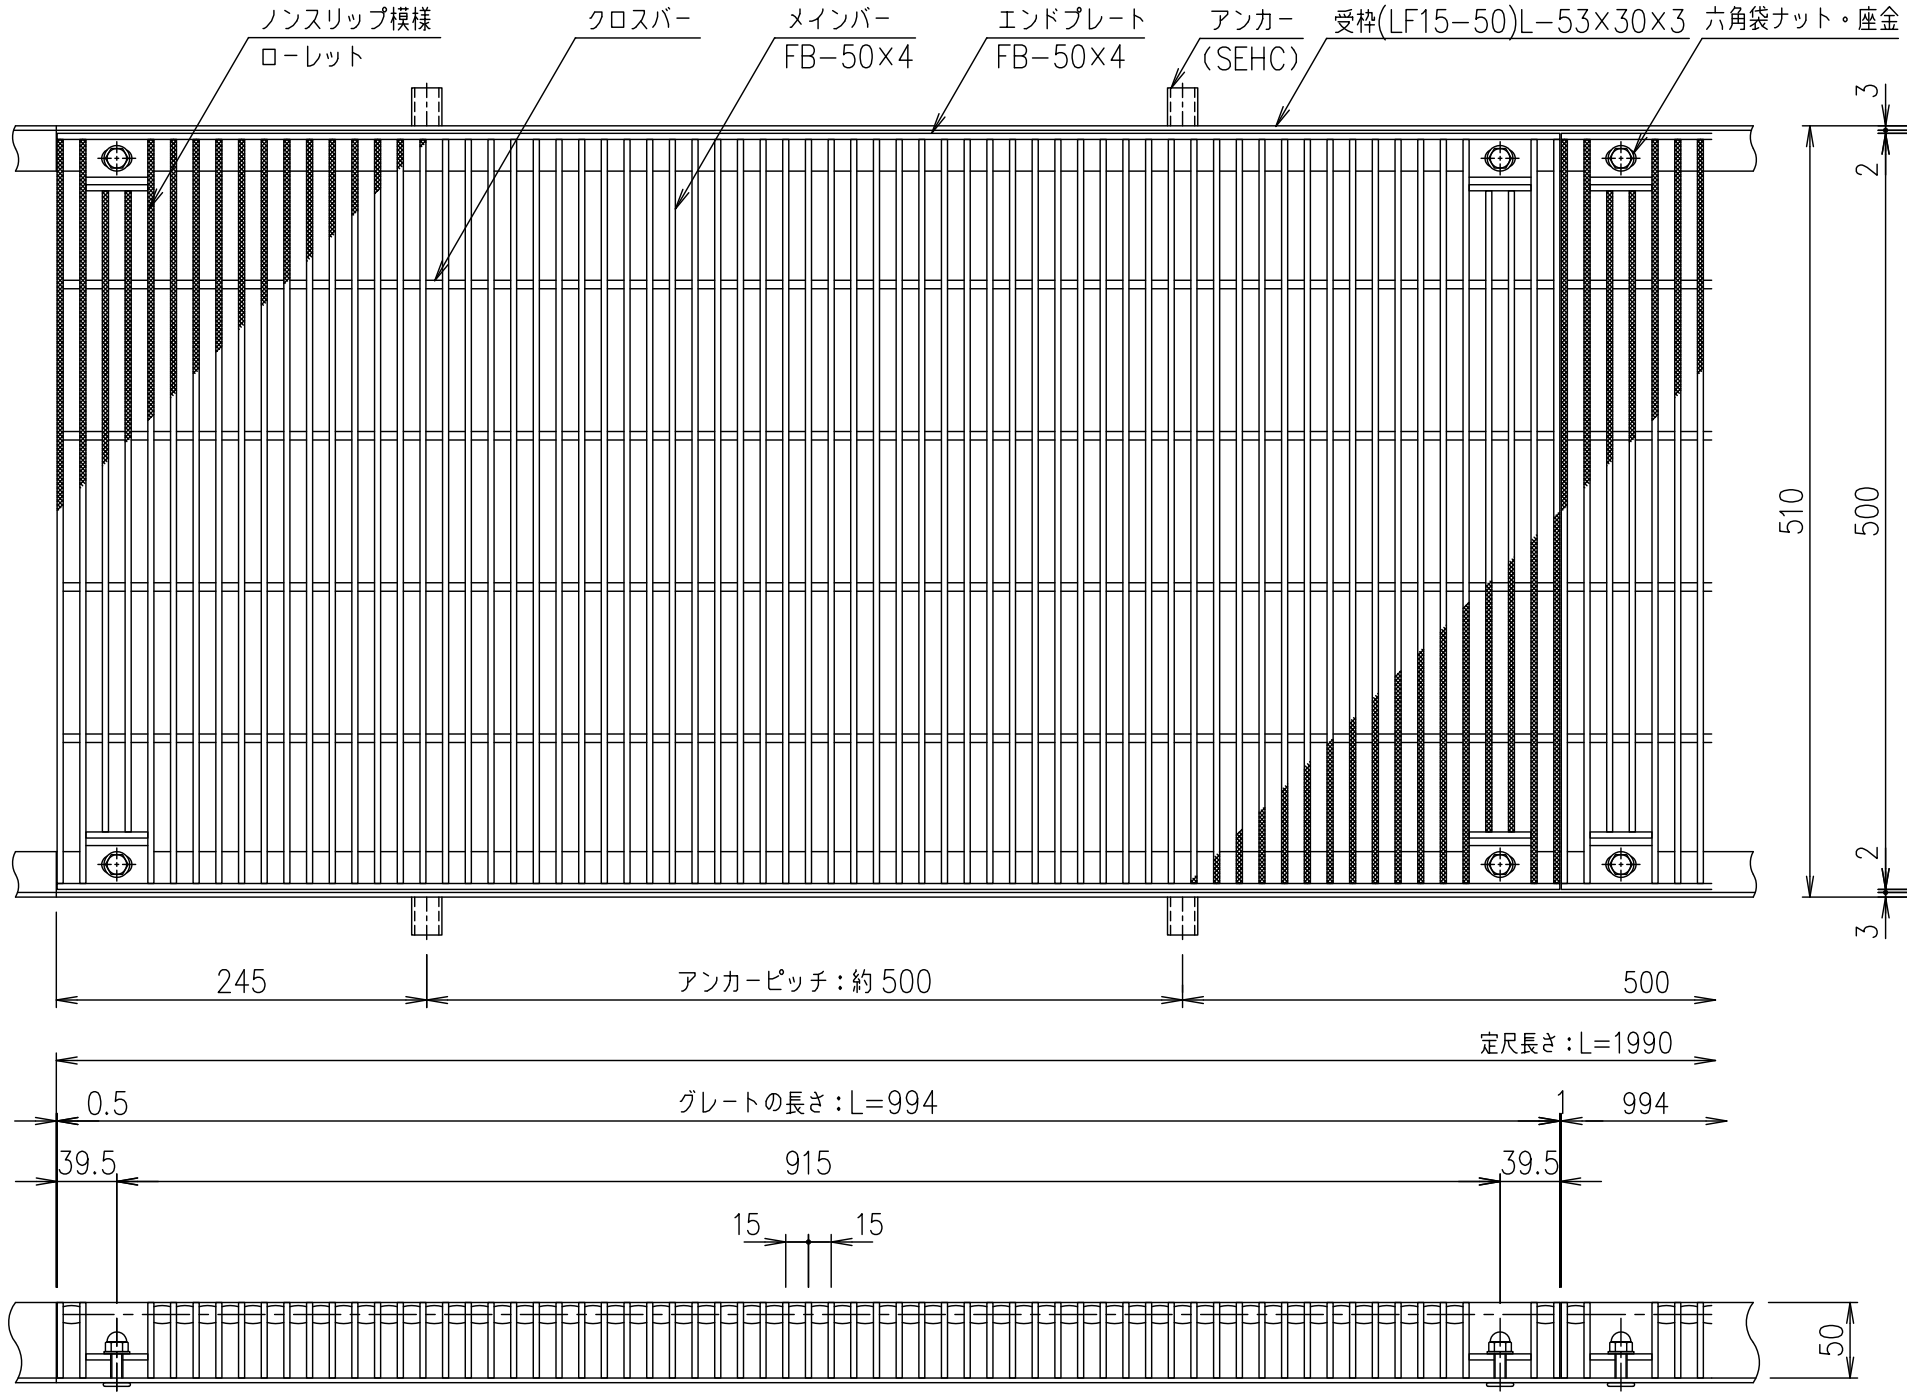 ノンスリップ模様
ローレット
クロスバー
メインバー
FB-50×4
エンドプレート
FB-50×4
アンカー
(SEHC)
受枠(LF15-50)L-53×30×3
六角袋ナット・座金
3
2
510
500
2
3
245
アンカーピッチ:約500
500
定尺長さ:L=1990
0.5
グレートの長さ:L=994
1
994
39.5
915
39.5
15
15
50